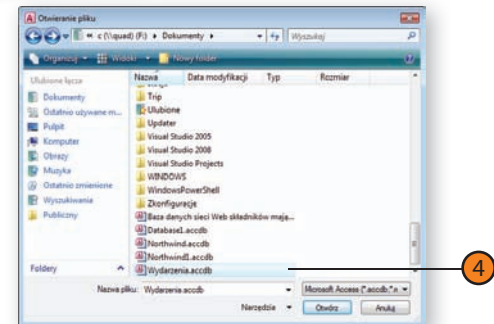 Otwieranie pliku
« c (\\quad) (F:) ▸ Dokumenty ▸
Wyszukaj
Organizuj Widoki Nowy folder
Ulubione łącza
Nazwa Data modyfikacji Typ Rozmiar
Dokumenty
Ostatnio używane m...
Pulpit
Komputer
Obrazy
Muzyka
Ostatnio zmienione
Wyszukiwania
Publiczny
Trip
Ulubione
Updater
Visual Studio 2005
Visual Studio 2008
Visual Studio Projects
WINDOWS
WindowsPowerShell
Zkonfiguracje
Baza danych sieci Web składników maja...
Database1.accdb
Northwind.accdb
Northwind1.accdb
Wydarzenia.accdb
4
Foldery
Nazwa pliku: Wydarzenia.accdb
Microsoft Access (*.accdb;*.
Narzędzie Otwórz Anuluj